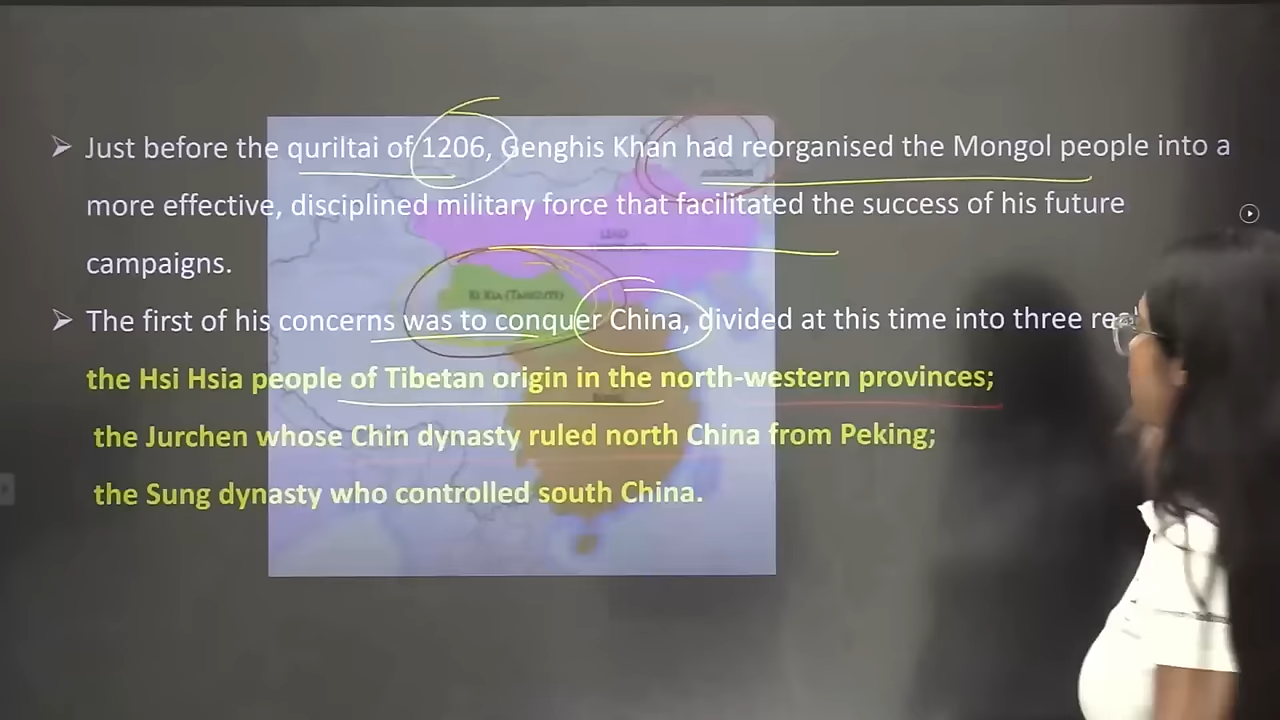 ➢ Just before the quriltai of 1206, Genghis Khan had reorganised the Mongol people into a
more effective, disciplined military force that facilitated the success of his future
campaigns.
➢ The first of his concerns was to conquer China, divided at this time into three
the Hsi Hsia people of Tibetan origin in the north-western provinces;
the Jurchen whose Chin dynasty ruled north China from Peking;
the Sung dynasty who controlled south China.
XI XIA (TANGUTS)